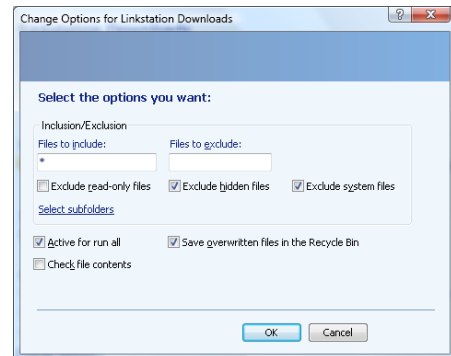 Change Options for Linkstation Downloads
Select the options you want:
Inclusion/Exclusion
Files to include: Files to exclude:
*
Exclude read-only files Exclude hidden files Exclude system files
Select subfolders
Active for run all Save overwritten files in the Recycle Bin
Check file contents
OK Cancel